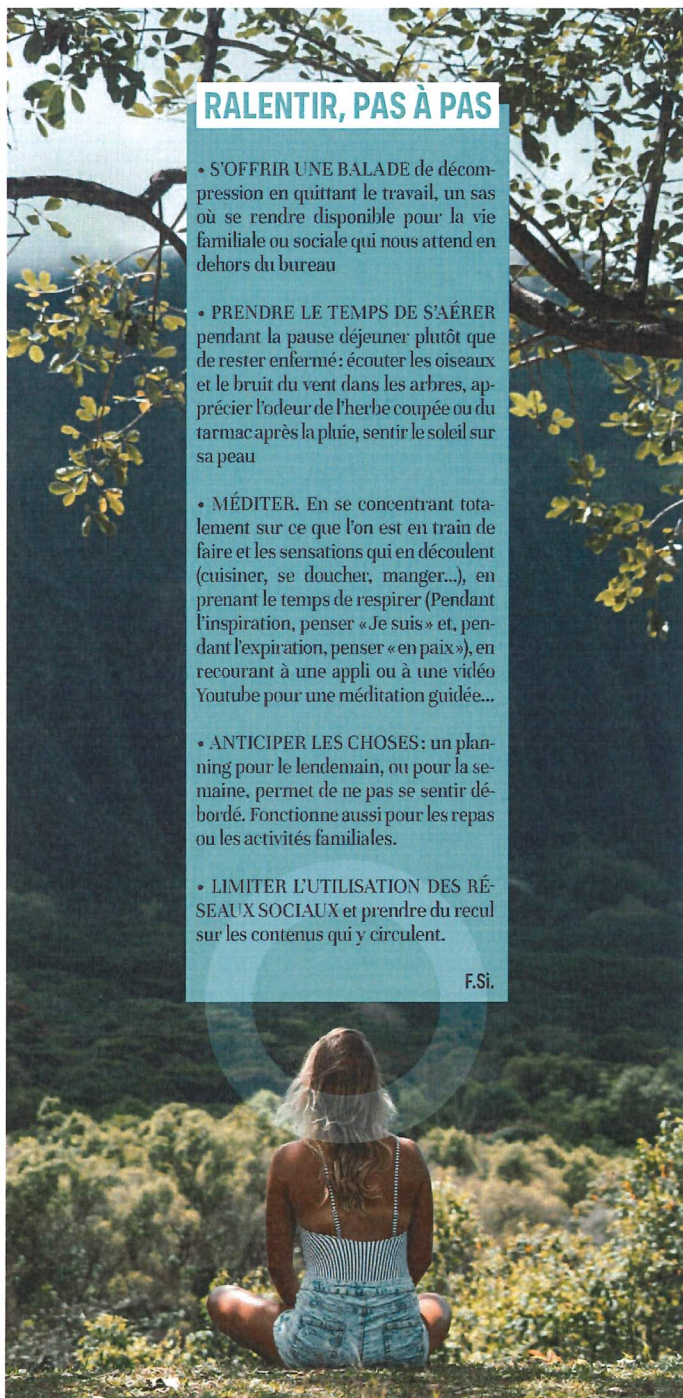 RALENTIR, PAS À PAS
• S'OFFRIR UNE BALADE de décom-
pression en quittant le travail, un sas
où se rendre disponible pour la vie
familiale ou sociale qui nous attend en
dehors du bureau
• PRENDRE LE TEMPS DE S'AÉRER
pendant la pause déjeuner plutôt que
de rester enfermé: écouter les oiseaux
et le bruit du vent dans les arbres, ap-
précier l'odeur de l'herbe coupée ou du
tarmac après la pluie, sentir le soleil sur
sa peau
• MÉDITER. En se concentrant tota-
lement sur ce que l'on est en train de
faire et les sensations qui en découlent
(cuisiner, se doucher, manger...), en
prenant le temps de respirer (Pendant
l'inspiration, penser «Je suis» et, pen-
dant l'expiration, penser «en paix»), en
recourant à une appli ou à une vidéo
Youtube pour une méditation guidée...
• ANTICIPER LES CHOSES: un plan-
ning pour le lendemain, ou pour la se-
maine, permet de ne pas se sentir dé-
bordé. Fonctionne aussi pour les repas
ou les activités familiales.
• LIMITER L'UTILISATION DES RÉ-
SEAUX SOCIAUX et prendre du recul
sur les contenus qui y circulent.
F.Si.